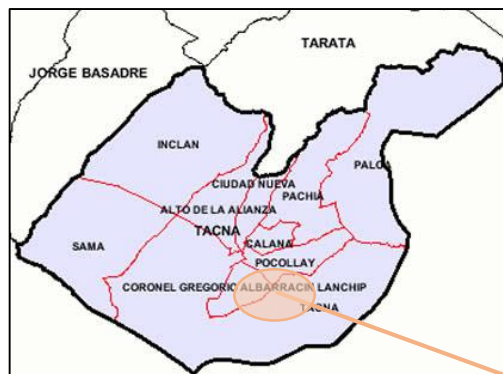 TARATA
JORGE BASADRE
INCLAN
PALCA
CIUDAD NUEVA
PACHIA
ALTO DE LA ALIANZA
TACNA
SAMA
CALANA
POCOLLAY
CORONEL GREGORIO ALBARRACIN LANCHIP
TACNA